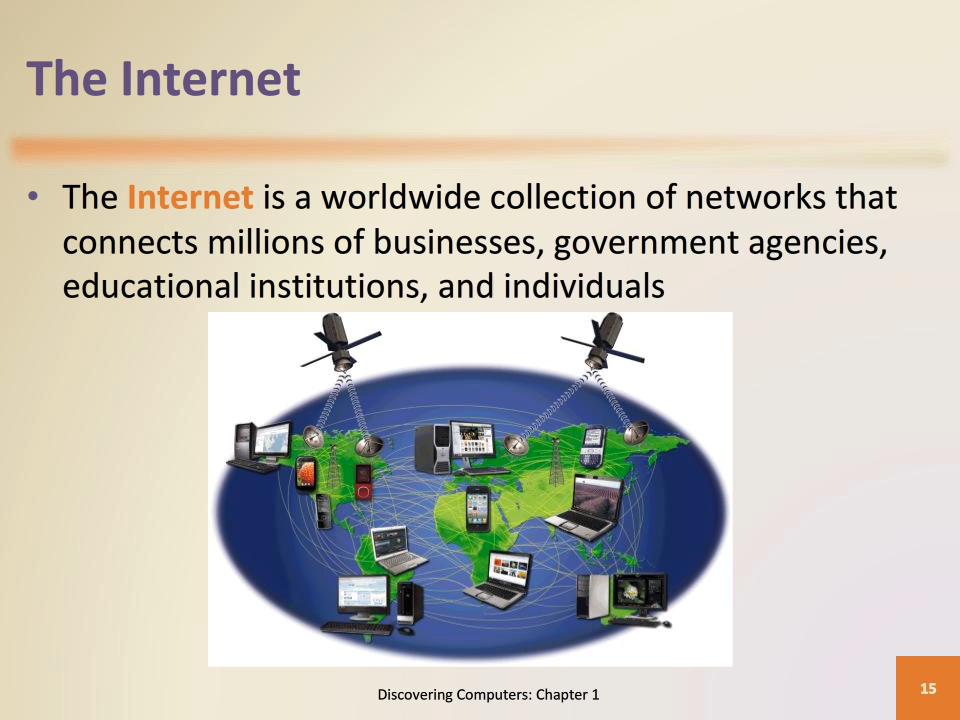 The Internet
• The Internet is a worldwide collection of networks that
connects millions of businesses, government agencies,
educational institutions, and individuals
Discovering Computers: Chapter 1
15